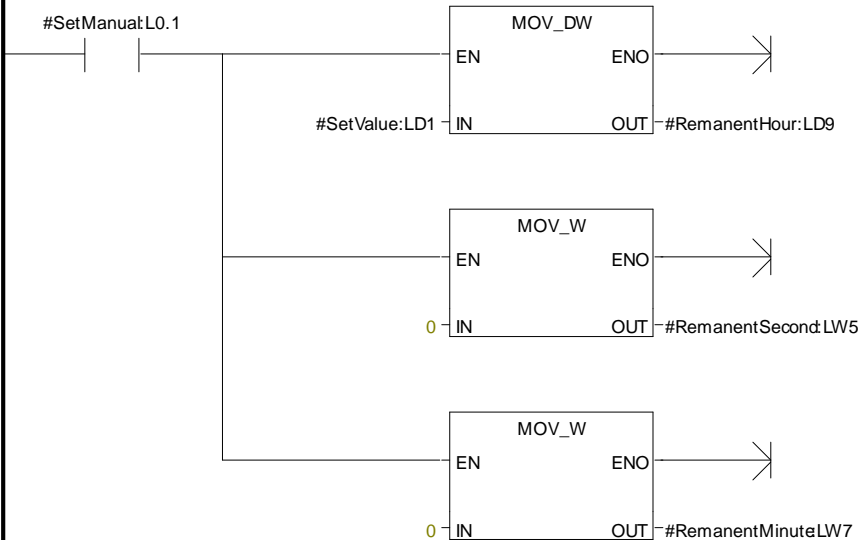 #SetManual:L0.1
MOV_DW
EN ENO
#SetValue:LD1 IN OUT #RemanentHour:LD9
MOV_W
EN ENO
0 IN OUT #RemanentSecond:LW5
MOV_W
EN ENO
0 IN OUT #RemanentMinute:LW7